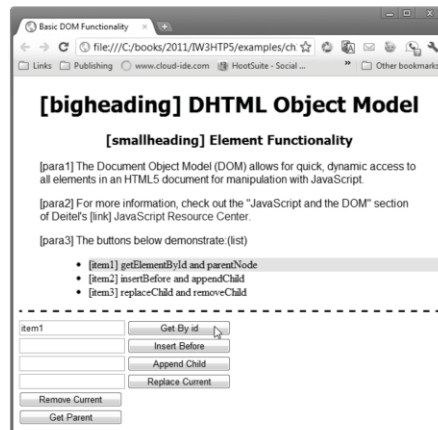 Basic DOM Functionality
file:///C:/books/2011/IW3HTP5/examples/ch
Links Publishing www.cloud-ide.com HootSuite - Social ... » Other bookmarks
[bigheading] DHTML Object Model
[smallheading] Element Functionality
[para1] The Document Object Model (DOM) allows for quick, dynamic access to
all elements in an HTML5 document for manipulation with JavaScript.
[para2] For more information, check out the "JavaScript and the DOM" section
of Deitel's [link] JavaScript Resource Center.
[para3] The buttons below demonstrate:(list)
• [item1] getElementById and parentNode
• [item2] insertBefore and appendChild
• [item3] replaceChild and removeChild
item1 Get By id
Insert Before
Append Child
Replace Current
Remove Current
Get Parent